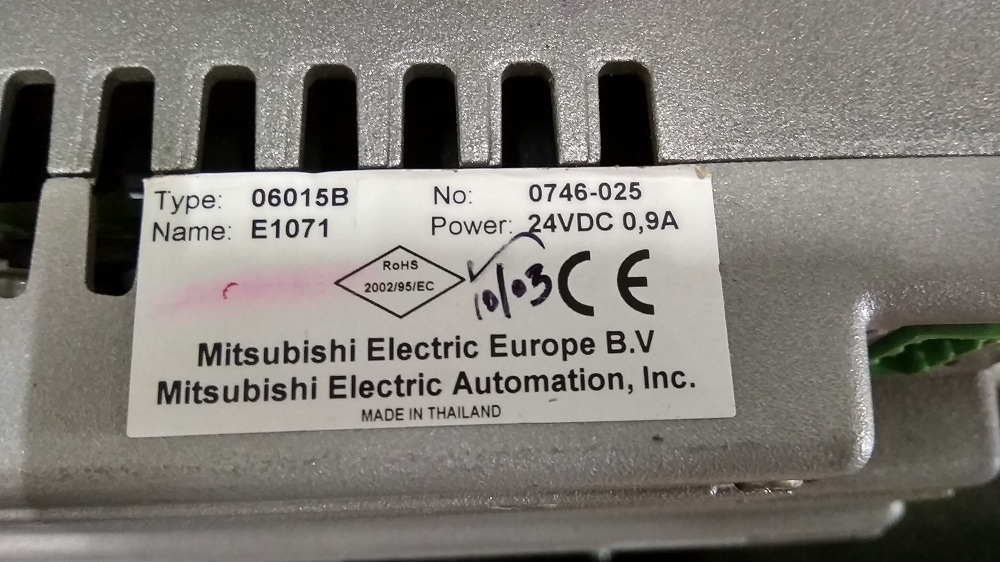 Type: 06015B No: 0746-025
Name: E1071 Power: 24VDC 0,9A
RoHS
2002/95/EC
10/03
CE
Mitsubishi Electric Europe B.V
Mitsubishi Electric Automation, Inc.
MADE IN THAILAND